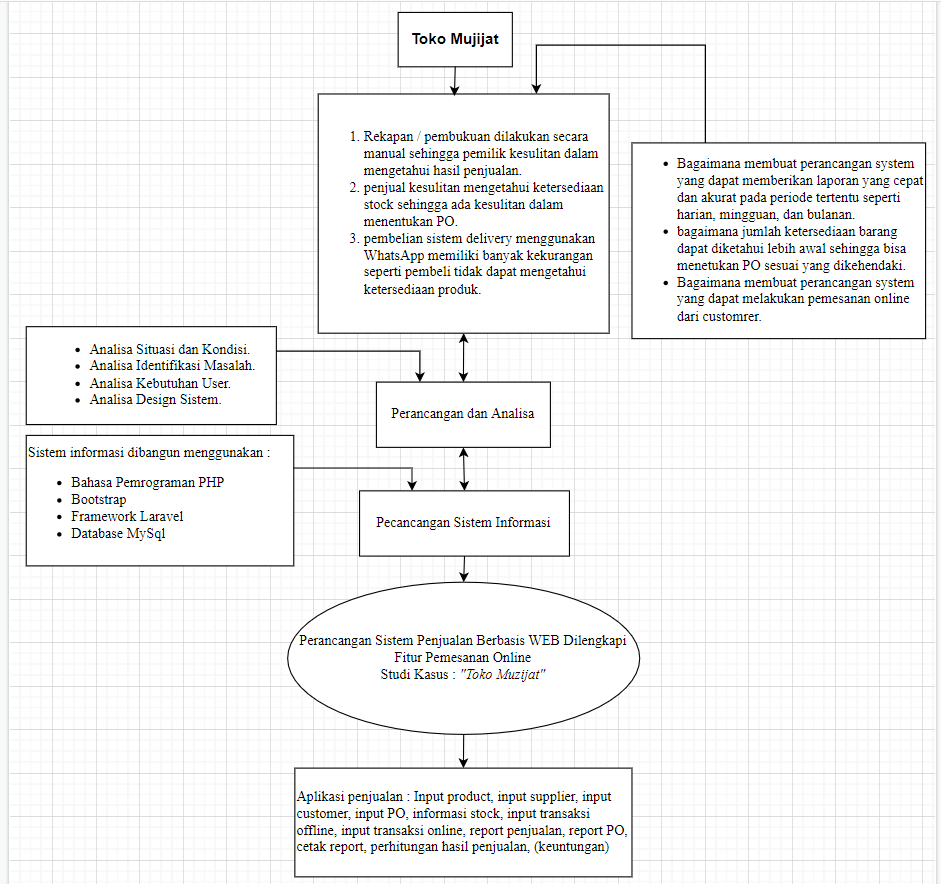 Toko Mujijat
1. Rekapan / pembukuan dilakukan secara
manual sehingga pemilik kesulitan dalam
mengetahui hasil penjualan.
2. penjual kesulitan mengetahui ketersediaan
stock sehingga ada kesulitan dalam
menentukan PO.
3. pembelian sistem delivery menggunakan
WhatsApp memiliki banyak kekurangan
seperti pembeli tidak dapat mengetahui
ketersediaan produk.
• Bagaimana membuat perancangan system
yang dapat memberikan laporan yang cepat
dan akurat pada periode tertentu seperti
harian, mingguan, dan bulanan.
• bagaimana jumlah ketersediaan barang
dapat diketahui lebih awal sehingga bisa
menetukan PO sesuai yang dikehendaki.
• Bagaimana membuat perancangan system
yang dapat melakukan pemesanan online
dari customrer.
• Analisa Situasi dan Kondisi.
• Analisa Identifikasi Masalah.
• Analisa Kebutuhan User.
• Analisa Design Sistem.
Perancangan dan Analisa
Sistem informasi dibangun menggunakan :
• Bahasa Pemrograman PHP
• Bootstrap
• Framework Laravel
• Database MySql
Pecancangan Sistem Informasi
Perancangan Sistem Penjualan Berbasis WEB Dilengkapi
Fitur Pemesanan Online
Studi Kasus : "Toko Muzijat"
Aplikasi penjualan : Input product, input supplier, input
customer, input PO, informasi stock, input transaksi
offline, input transaksi online, report penjualan, report PO,
cetak report, perhitungan hasil penjualan, (keuntungan)